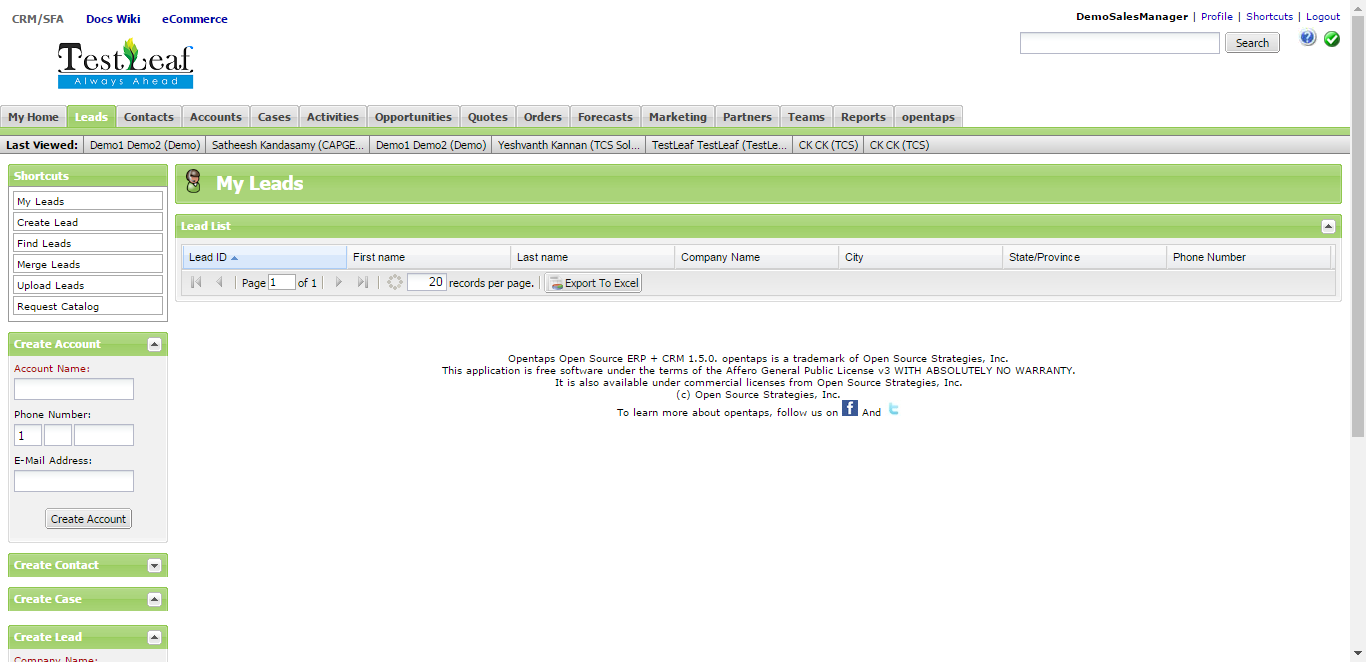 CRM/SFA Docs Wiki eCommerce
DemoSalesManager | Profile | Shortcuts | Logout
Search
TestLeaf
Always Ahead
My Home Leads Contacts Accounts Cases Activities Opportunities Quotes Orders Forecasts Marketing Partners Teams Reports opentaps
Last Viewed: Demo1 Demo2 (Demo) Satheesh Kandasamy (CAPGE... Demo1 Demo2 (Demo) Yeshvanth Kannan (TCS Sol... TestLeaf TestLeaf (TestLe... CK CK (TCS) CK CK (TCS)
Shortcuts
My Leads
Create Lead
Find Leads
Merge Leads
Upload Leads
Request Catalog
Create Account
Account Name:
Phone Number:
1
E-Mail Address:
Create Account
Create Contact
Create Case
Create Lead
Company Name:
My Leads
Lead List
Lead ID First name Last name Company Name City State/Province Phone Number
Page 1 of 1 20 records per page. Export To Excel
Opentaps Open Source ERP + CRM 1.5.0. opentaps is a trademark of Open Source Strategies, Inc.
This application is free software under the terms of the Affero General Public License v3 WITH ABSOLUTELY NO WARRANTY.
It is also available under commercial licenses from Open Source Strategies, Inc.
(c) Open Source Strategies, Inc.
To learn more about opentaps, follow us on f And t